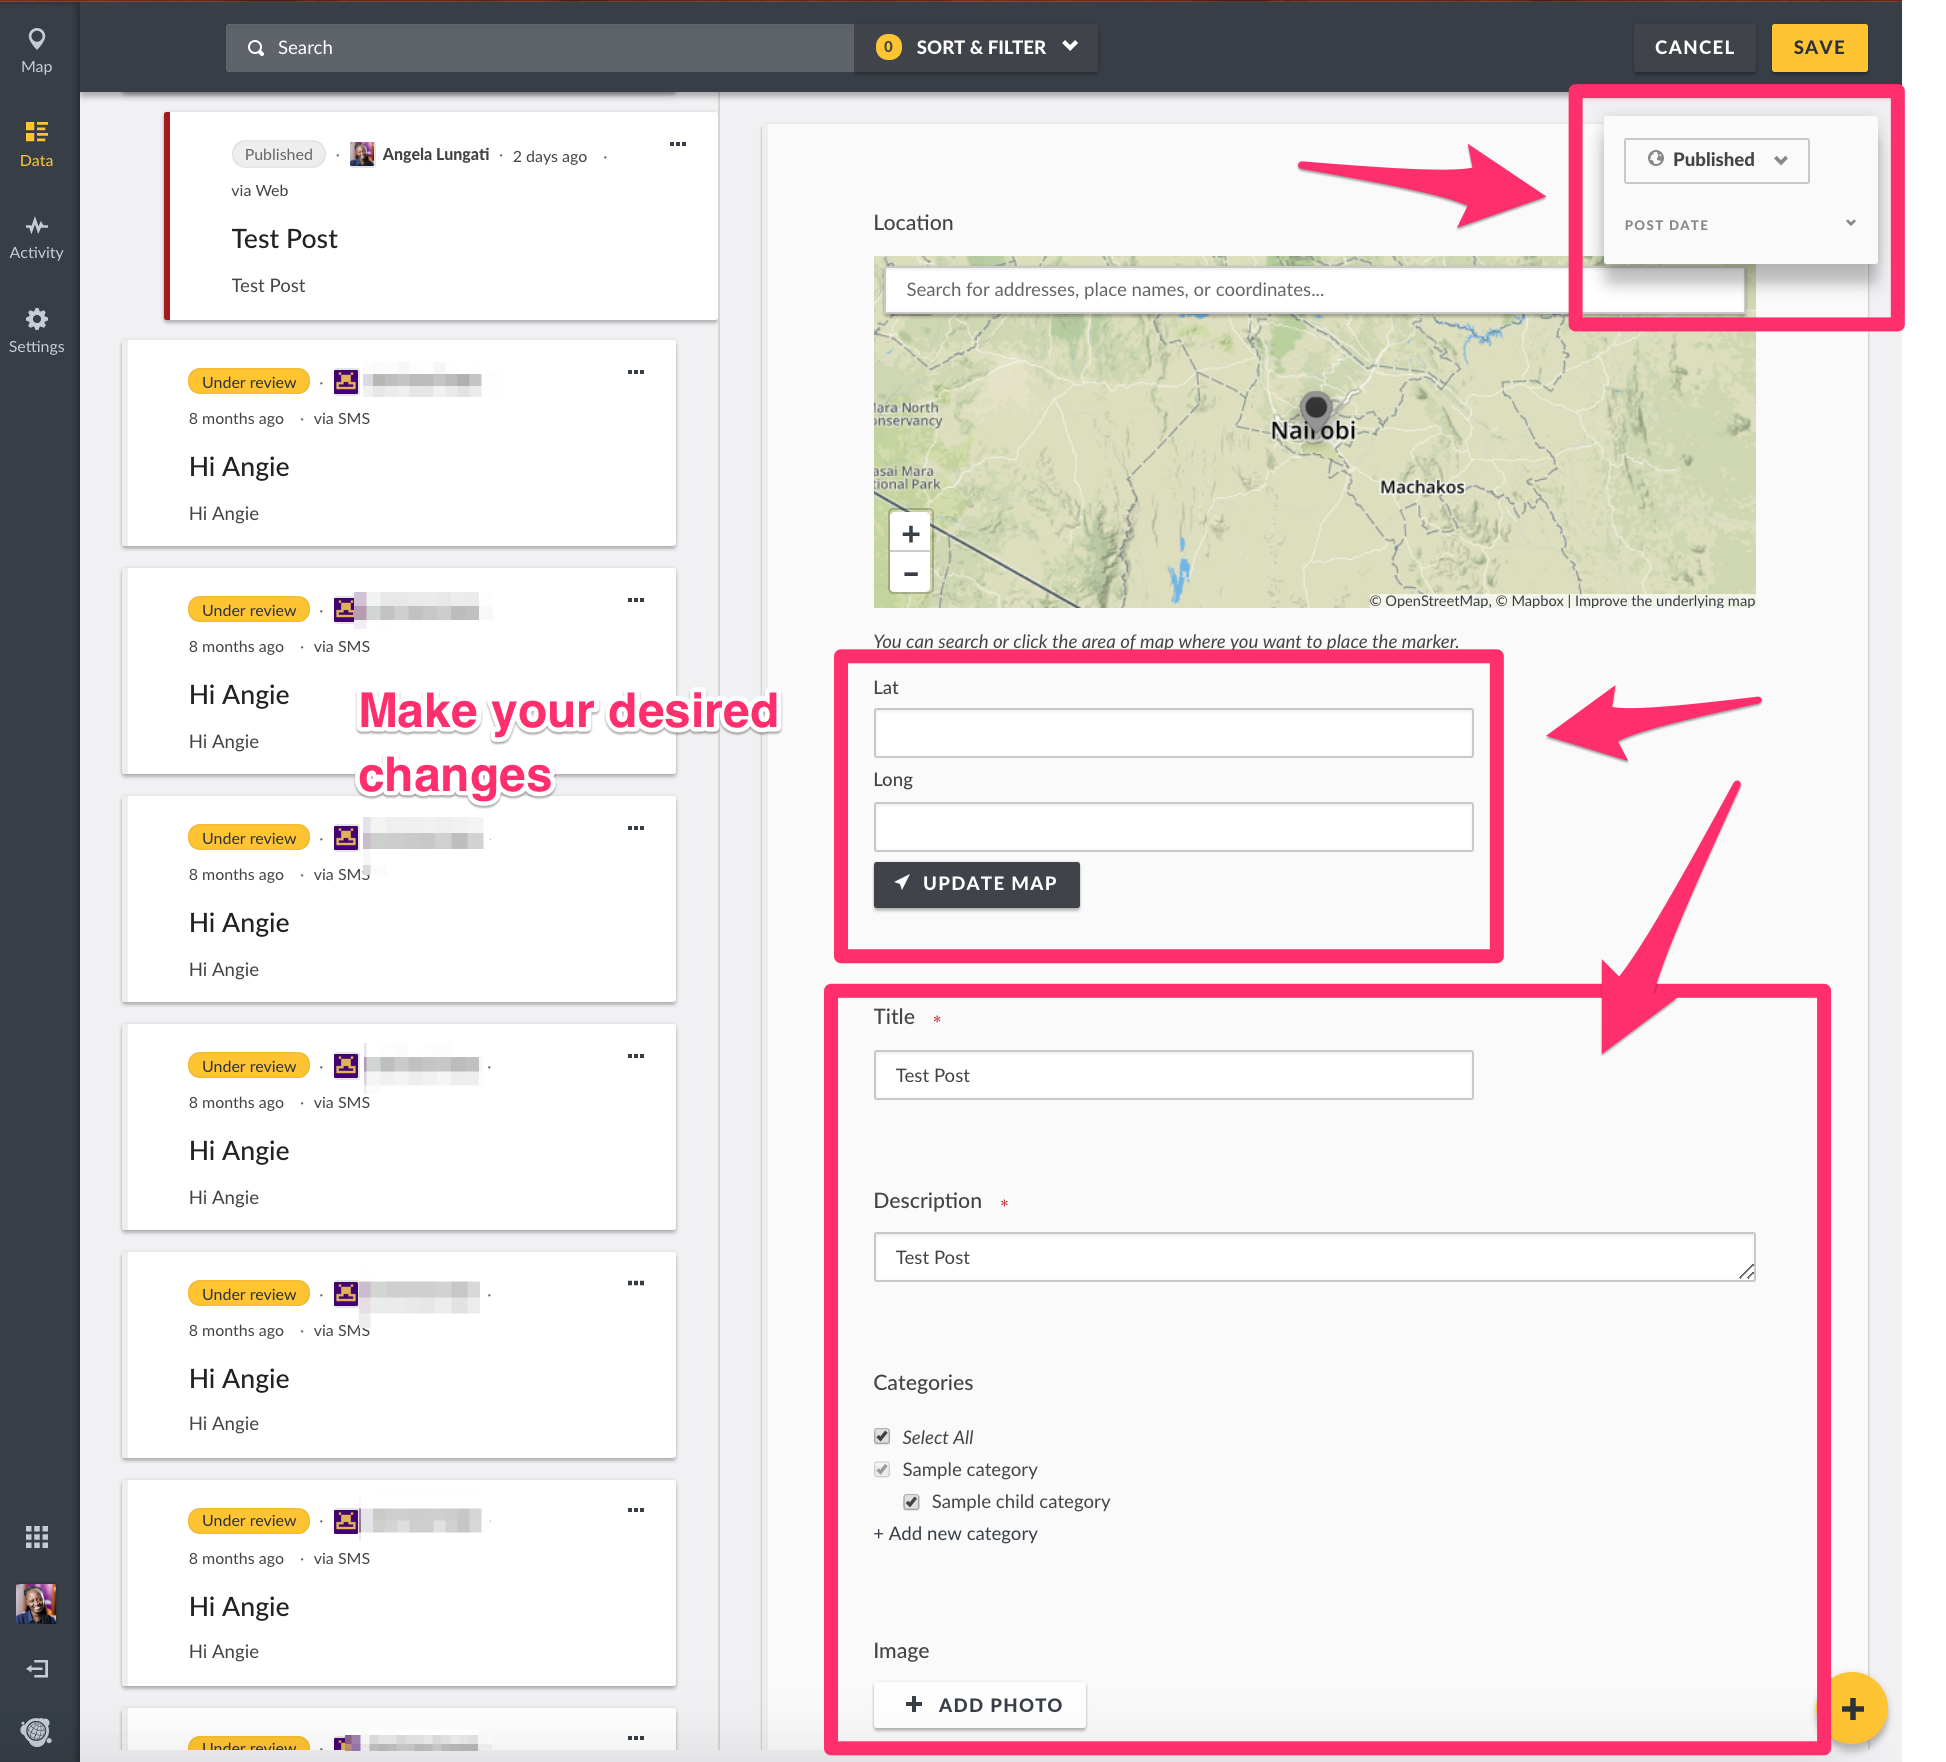 Map
Data
Activity
Settings
Search
0 SORT & FILTER
CANCEL
SAVE
Published · Angela Lungati · 2 days ago ·
via Web
Test Post
Test Post
Under review ·
8 months ago · via SMS
Hi Angie
Hi Angie
Under review ·
8 months ago · via SMS
Hi Angie
Hi Angie
Make your desired
changes
Under review ·
8 months ago · via SMS
Hi Angie
Hi Angie
Under review · ·
8 months ago · via SMS
Hi Angie
Hi Angie
Under review · ·
8 months ago · via SMS
Hi Angie
Hi Angie
Under review ·
8 months ago · via SMS
Hi Angie
Hi Angie
Under review
Published
POST DATE
Location
Search for addresses, place names, or coordinates...
Mara North
Conservancy
Nairobi
Masai Mara
National Park
Machakos
+
−
© OpenStreetMap, © Mapbox | Improve the underlying map
You can search or click the area of map where you want to place the marker.
Lat
Long
UPDATE MAP
Title *
Test Post
Description *
Test Post
Categories
Select All
Sample category
Sample child category
+ Add new category
Image
+ ADD PHOTO
+